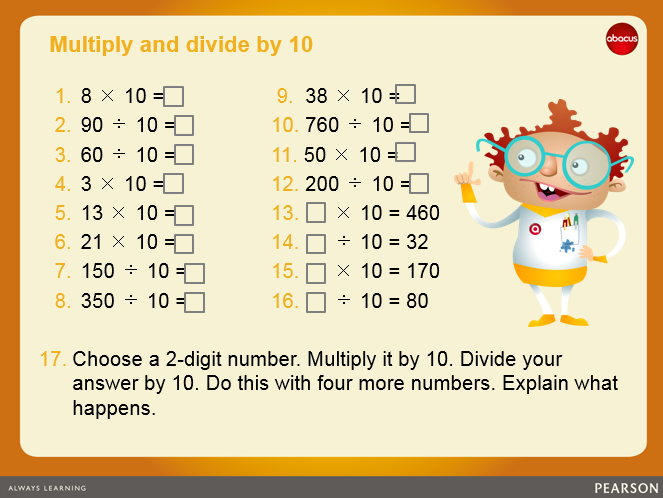 Multiply and divide by 10
abacus
1. 8 × 10 =
2. 90 ÷ 10 =
3. 60 ÷ 10 =
4. 3 × 10 =
5. 13 × 10 =
6. 21 × 10 =
7. 150 ÷ 10 =
8. 350 ÷ 10 =
9. 38 × 10 =
10. 760 ÷ 10 =
11. 50 × 10 =
12. 200 ÷ 10 =
13. □ × 10 = 460
14. □ ÷ 10 = 32
15. □ × 10 = 170
16. □ ÷ 10 = 80
17. Choose a 2-digit number. Multiply it by 10. Divide your
answer by 10. Do this with four more numbers. Explain what
happens.
ALWAYS LEARNING
PEARSON